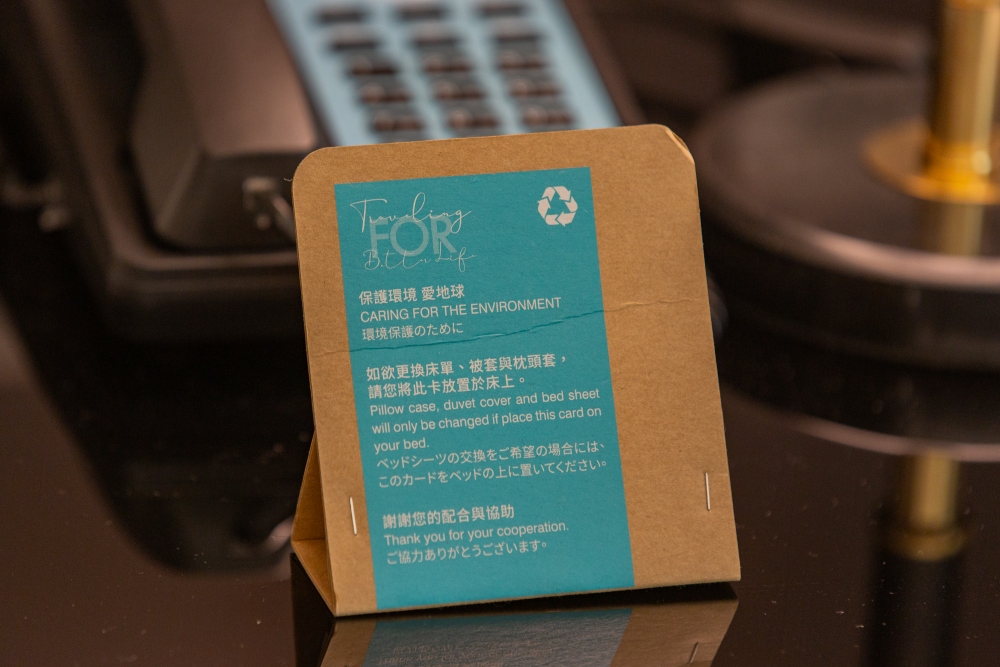 Traveling
FOR
Better Life
保護環境 愛地球
CARING FOR THE ENVIRONMENT
環境保護のために
如欲更換床單、被套與枕頭套，
請您將此卡放置於床上。
Pillow case, duvet cover and bed sheet
will only be changed if place this card on
your bed.
ベッドシーツの交換をご希望の場合には、
このカードをベッドの上に置いてください。
謝謝您的配合與協助
Thank you for your cooperation.
ご協力ありがとうございます。